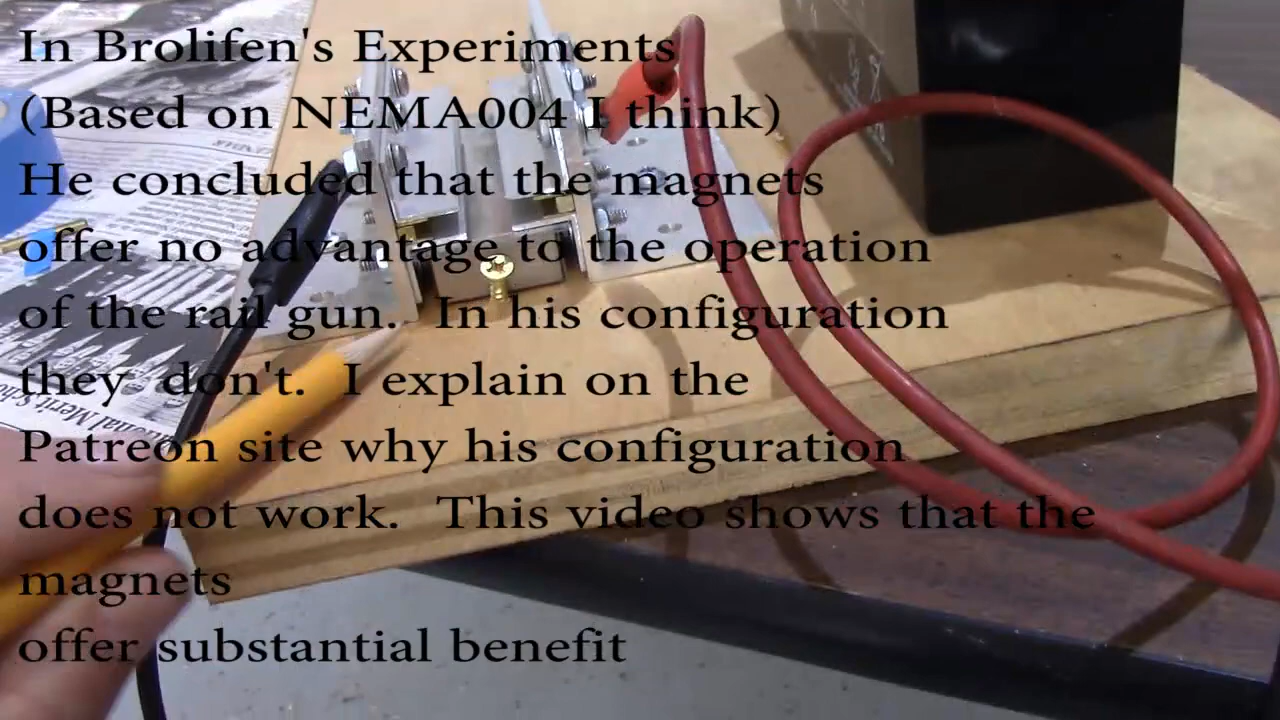 In Brolifen's Experiments
(Based on NEMA004 I think)
He concluded that the magnets
offer no advantage to the operation
of the rail gun.  In his configuration
they  don't.  I explain on the
Patreon site why his configuration
does not work.  This video shows that the
magnets
offer substantial benefit